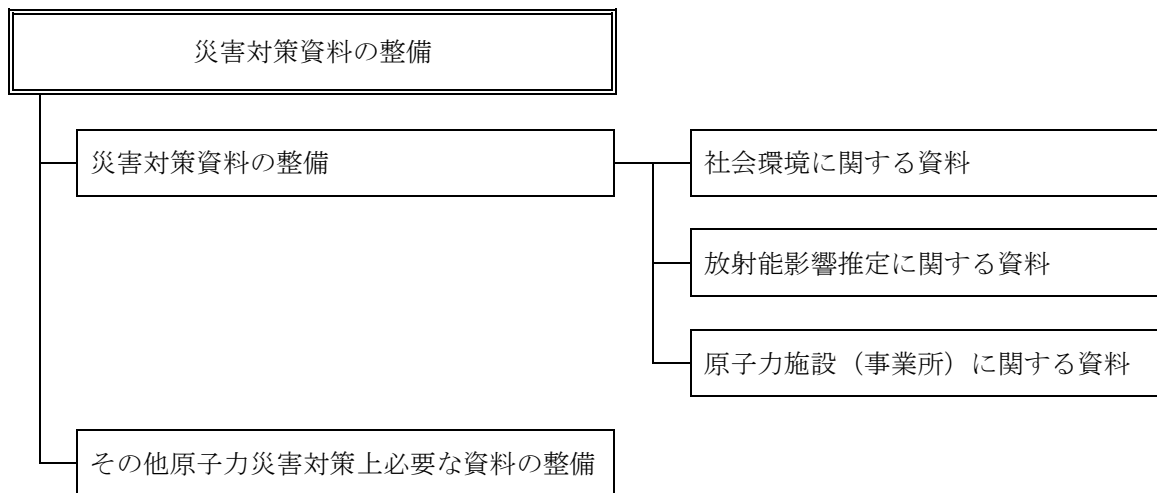 災害対策資料の整備
災害対策資料の整備
社会環境に関する資料
放射能影響推定に関する資料
原子力施設（事業所）に関する資料
その他原子力災害対策上必要な資料の整備